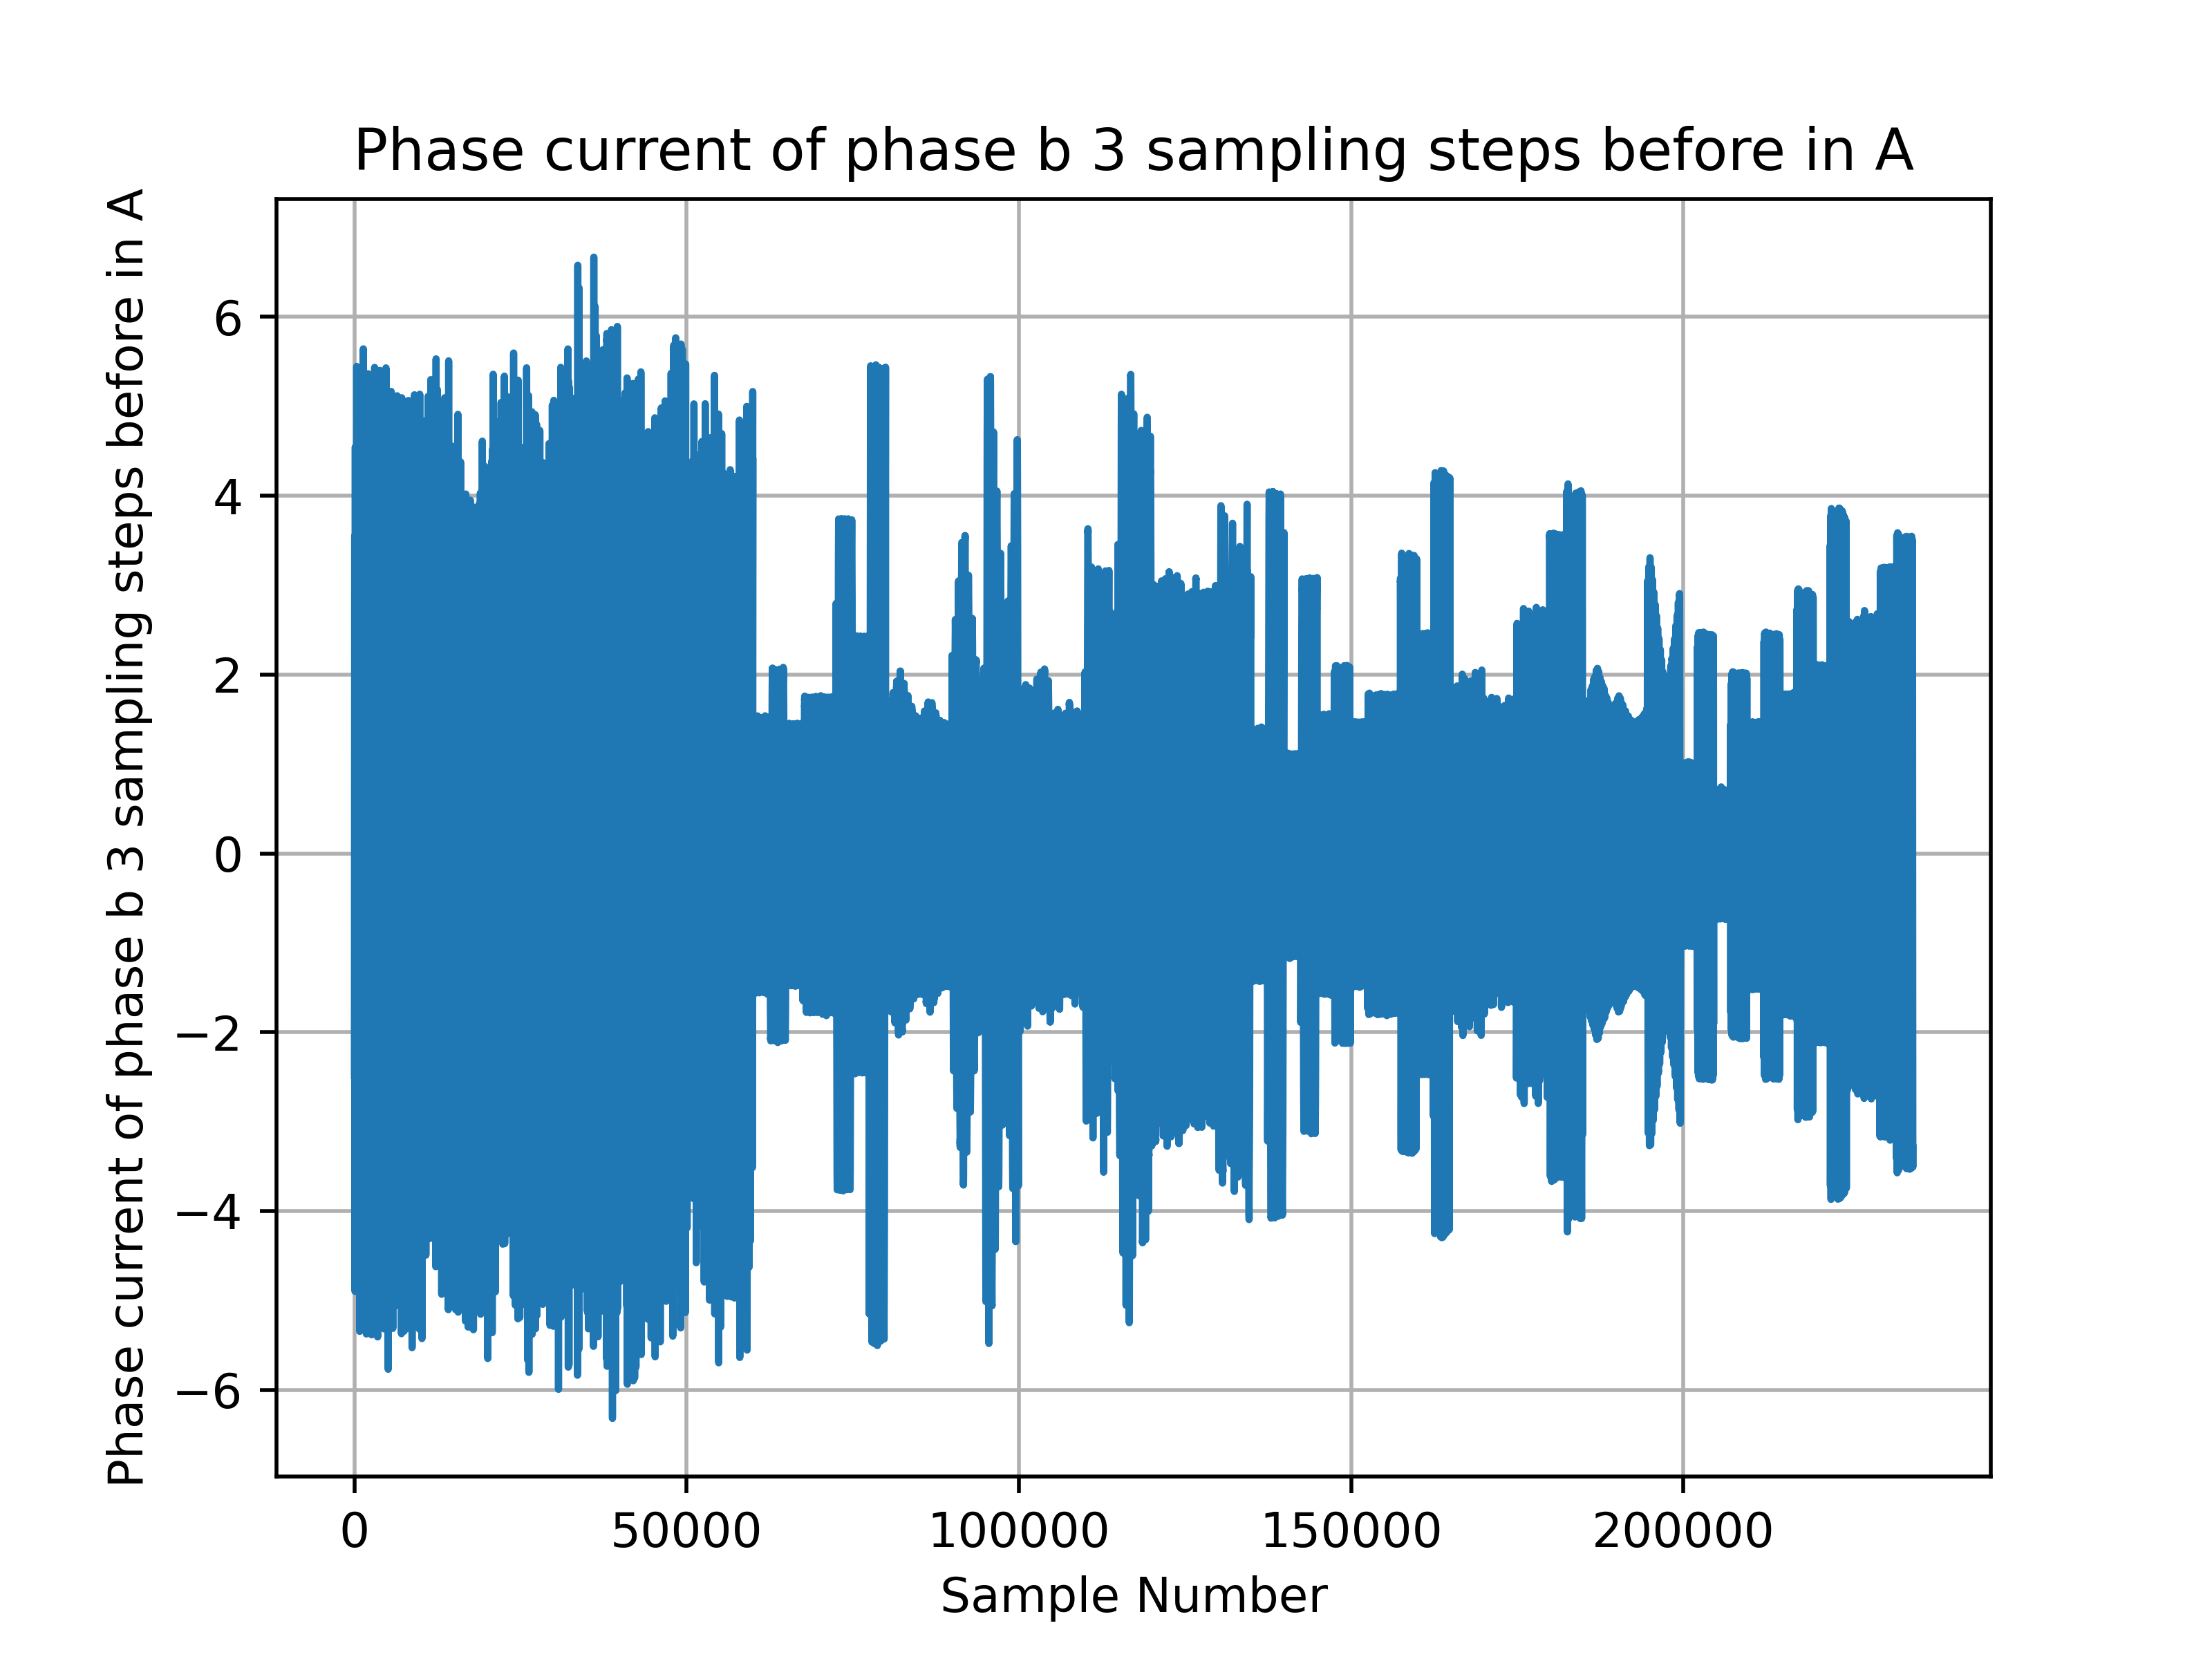 Phase current of phase b 3 sampling steps before in A
Phase current of phase b 3 sampling steps before in A
6
4
2
0
−2
−4
−6
0 50000 100000 150000 200000
Sample Number